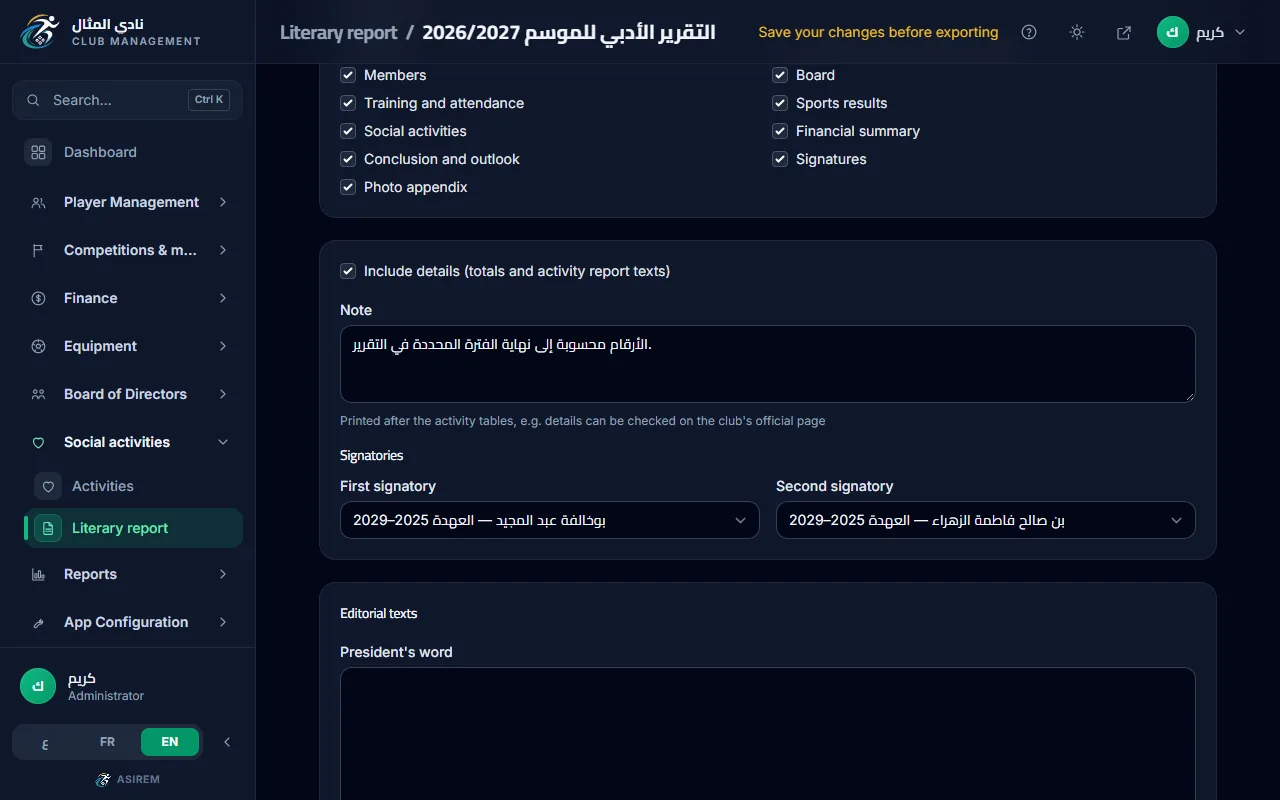 نادي المثال
CLUB MANAGEMENT
Search...
Ctrl K
Dashboard
Player Management
Competitions & m...
Finance
Equipment
Board of Directors
Social activities
Activities
Literary report
Reports
App Configuration
ك
كريم
Administrator
ع
FR
EN
ASIREM
Literary report / التقرير الأدبي للموسم 2026/2027
Save your changes before exporting
ك
كريم
Members
Board
Training and attendance
Sports results
Social activities
Financial summary
Conclusion and outlook
Signatures
Photo appendix
Include details (totals and activity report texts)
Note
الأرقام محسوبة إلى نهاية الفترة المحددة في التقرير.
Printed after the activity tables, e.g. details can be checked on the club's official page
Signatories
First signatory
Second signatory
بوخالفة عبد المجيد — العهدة 2025–2029
بن صالح فاطمة الزهراء — العهدة 2025–2029
Editorial texts
President's word